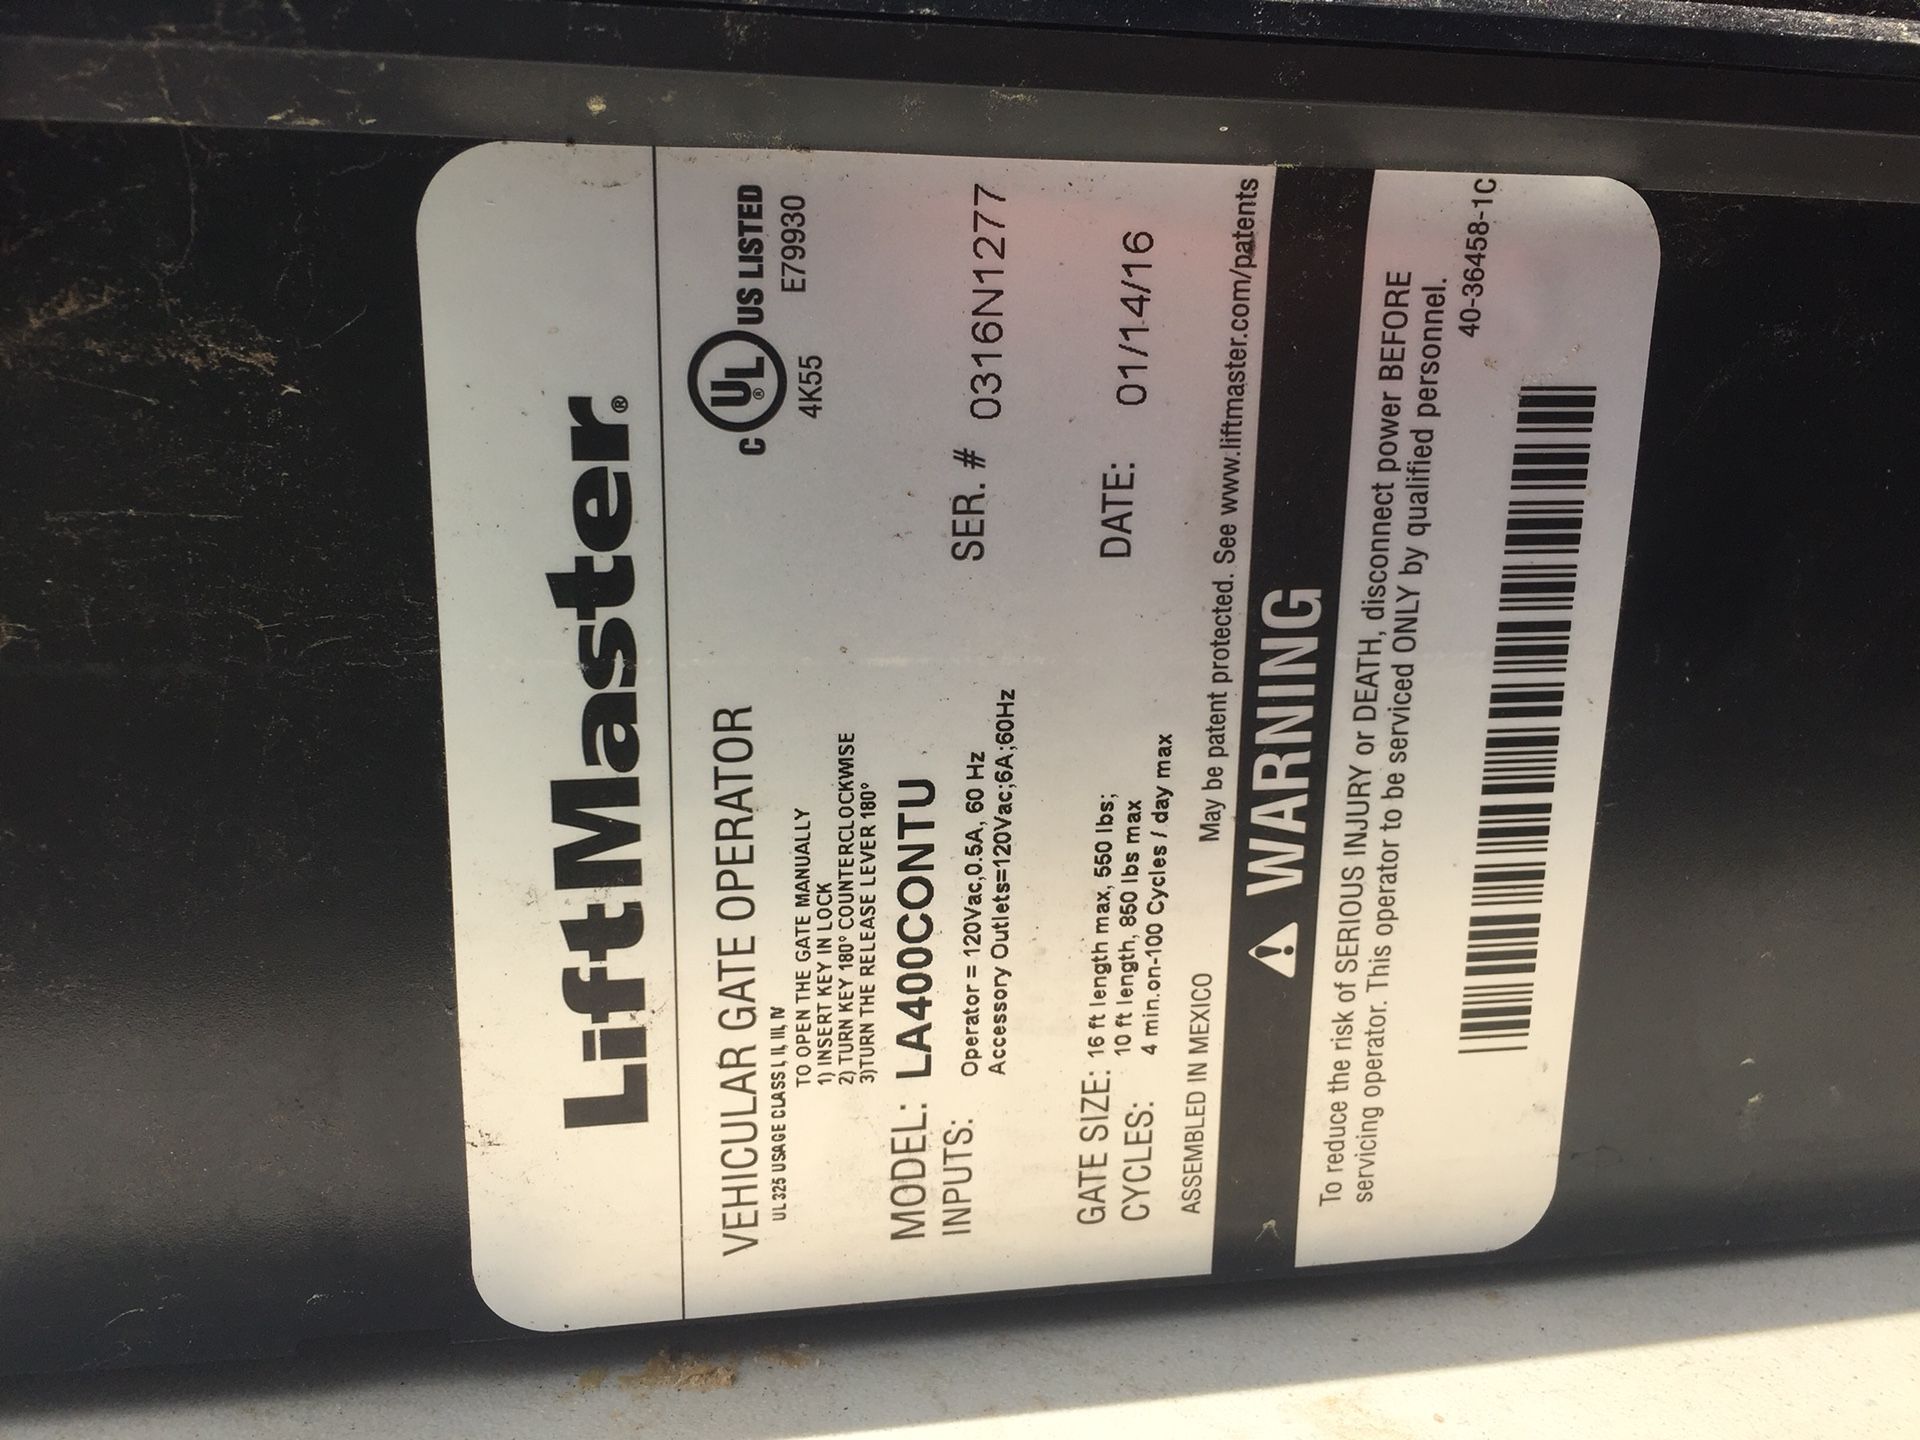 LiftMaster®
VEHICULAR GATE OPERATOR
UL 325 USAGE CLASS I, II, III, IV
c UL® US LISTED
4K55 E79930
TO OPEN THE GATE MANUALLY
1) INSERT KEY IN LOCK
2) TURN KEY 180° COUNTERCLOCKWISE
3)TURN THE RELEASE LEVER 180°
MODEL: LA400CONTU
INPUTS: Operator = 120Vac,0.5A, 60 Hz
Accessory Outlets=120Vac;6A;60Hz
SER. # 0316N1277
GATE SIZE: 16 ft length max, 550 lbs;
10 ft length, 850 lbs max
CYCLES: 4 min.on-100 Cycles / day max
DATE: 01/14/16
ASSEMBLED IN MEXICO May be patent protected. See www.liftmaster.com/patents
⚠ WARNING
To reduce the risk of SERIOUS INJURY or DEATH, disconnect power BEFORE
servicing operator. This operator to be serviced ONLY by qualified personnel.
40-36458-1C